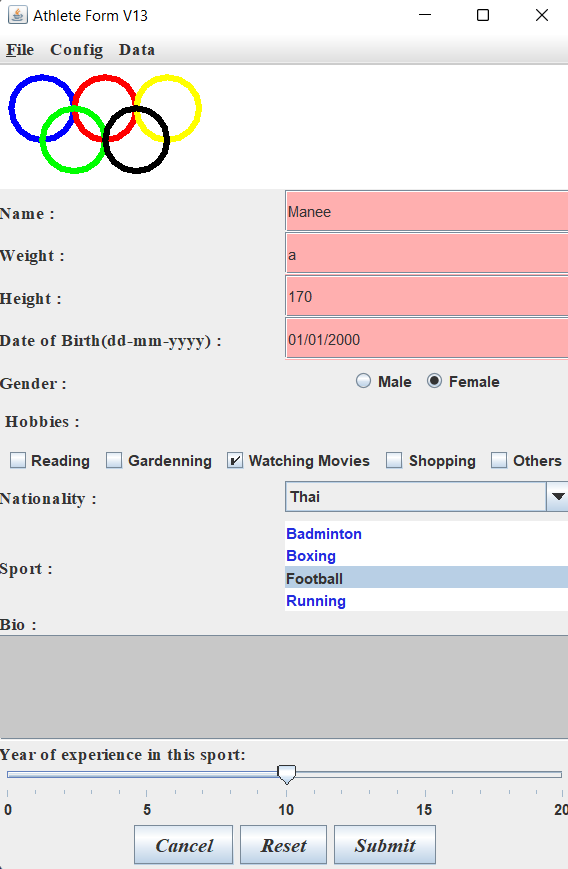 Athlete Form V13
File Config Data
Name : Manee
Weight : a
Height : 170
Date of Birth(dd-mm-yyyy) : 01/01/2000
Gender : Male Female
Hobbies :
Reading Gardenning Watching Movies Shopping Others
Nationality : Thai
Badminton
Boxing
Sport : Football
Running
Bio :
Year of experience in this sport:
0 5 10 15 20
Cancel Reset Submit